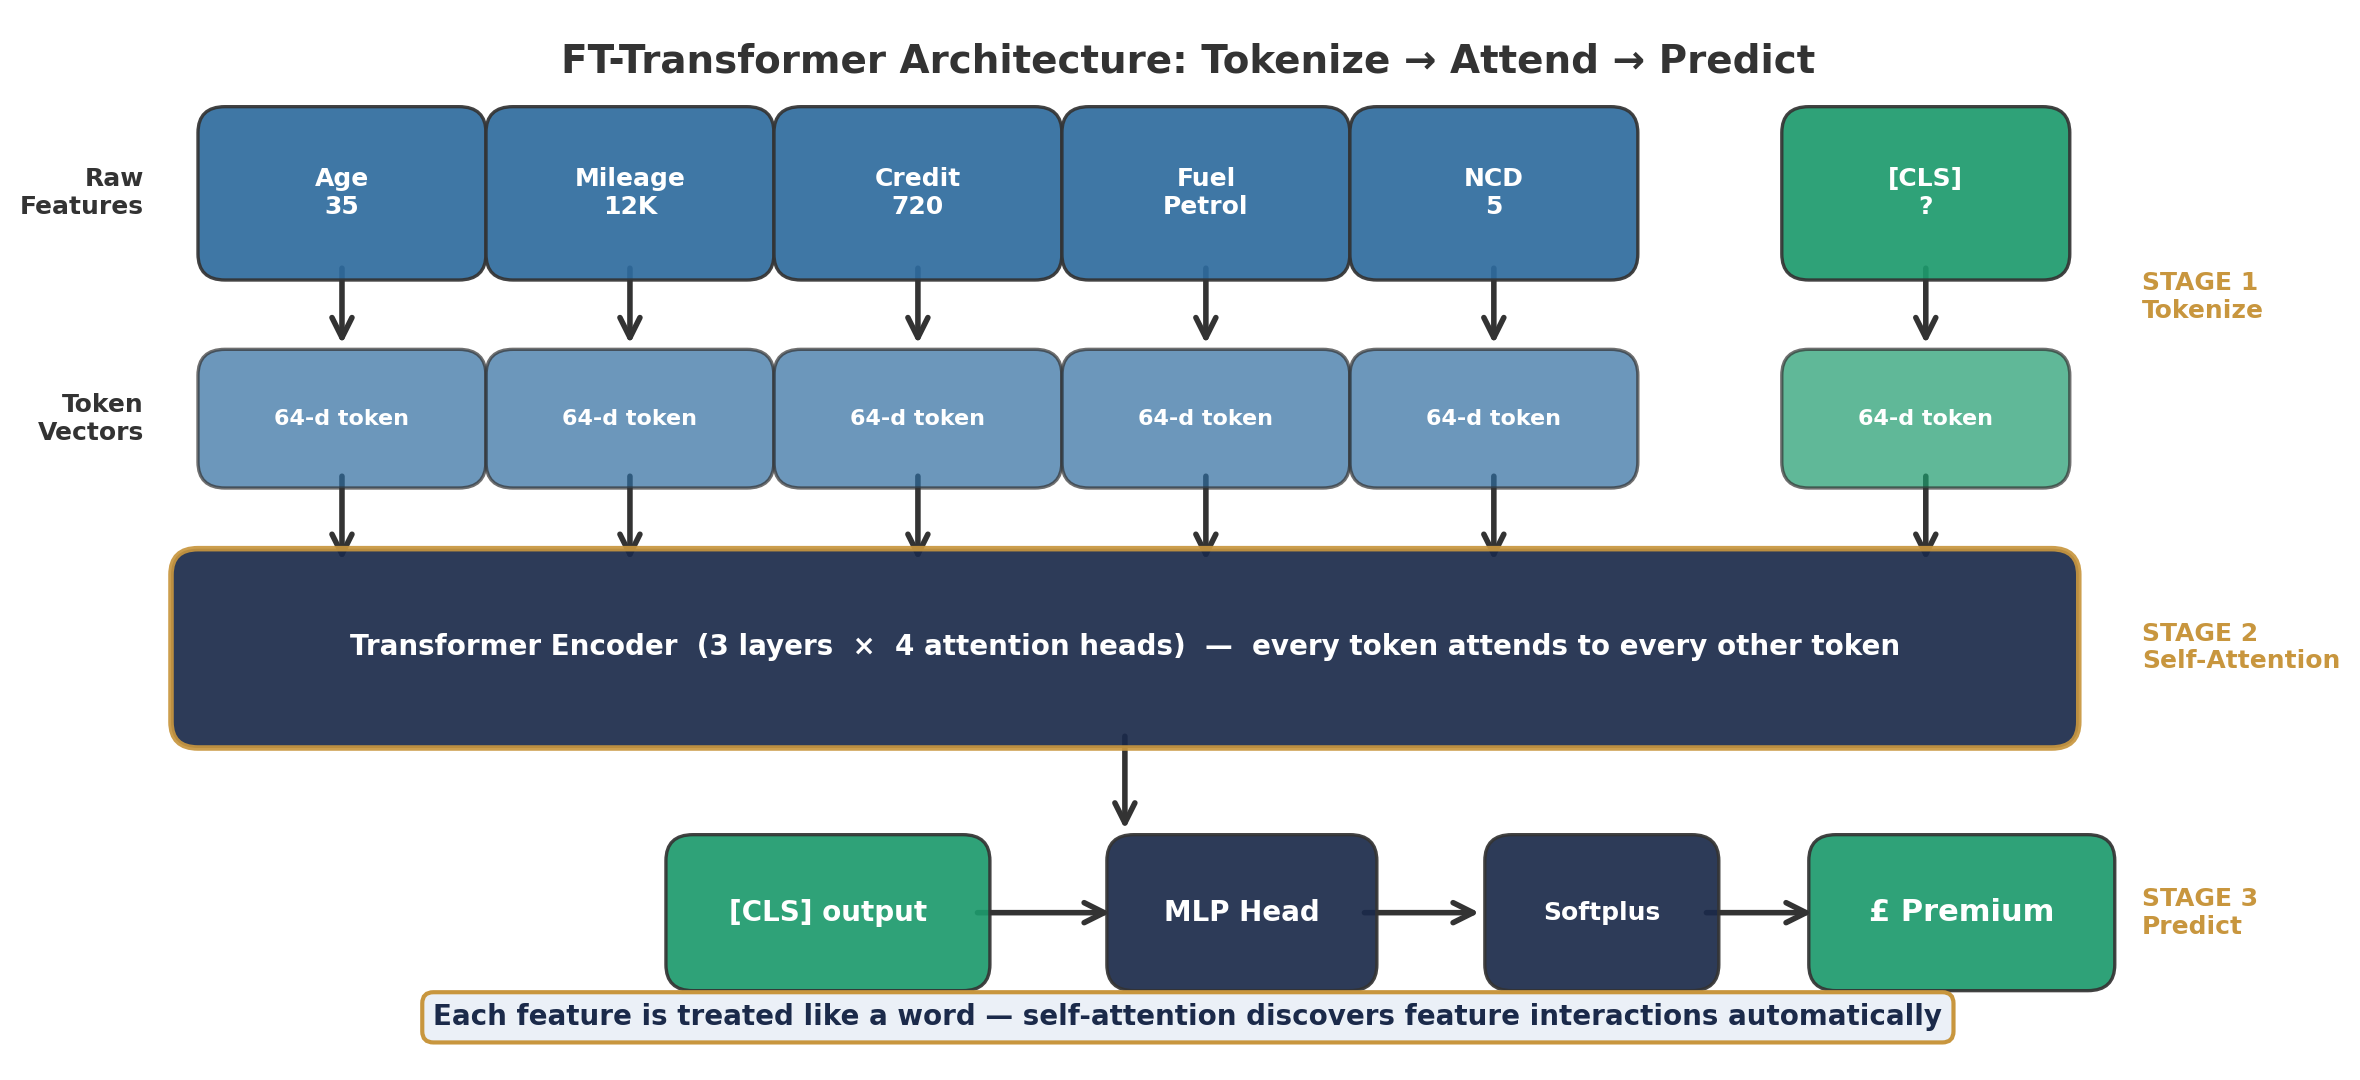 FT-Transformer Architecture: Tokenize → Attend → Predict
Raw
Features
Age
35
Mileage
12K
Credit
720
Fuel
Petrol
NCD
5
[CLS]
?
STAGE 1
Tokenize
Token
Vectors
64-d token
64-d token
64-d token
64-d token
64-d token
64-d token
Transformer Encoder (3 layers × 4 attention heads) — every token attends to every other token
STAGE 2
Self-Attention
[CLS] output
MLP Head
Softplus
£ Premium
STAGE 3
Predict
Each feature is treated like a word — self-attention discovers feature interactions automatically